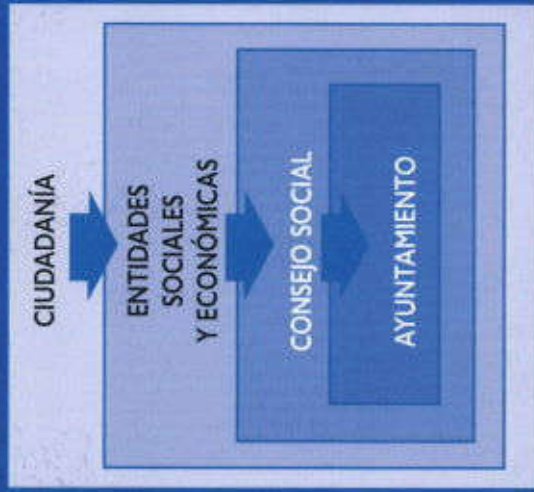 CIUDADANÍA
ENTIDADES
SOCIALES
Y ECONÓMICAS
CONSEJO SOCIAL
AYUNTAMIENTO